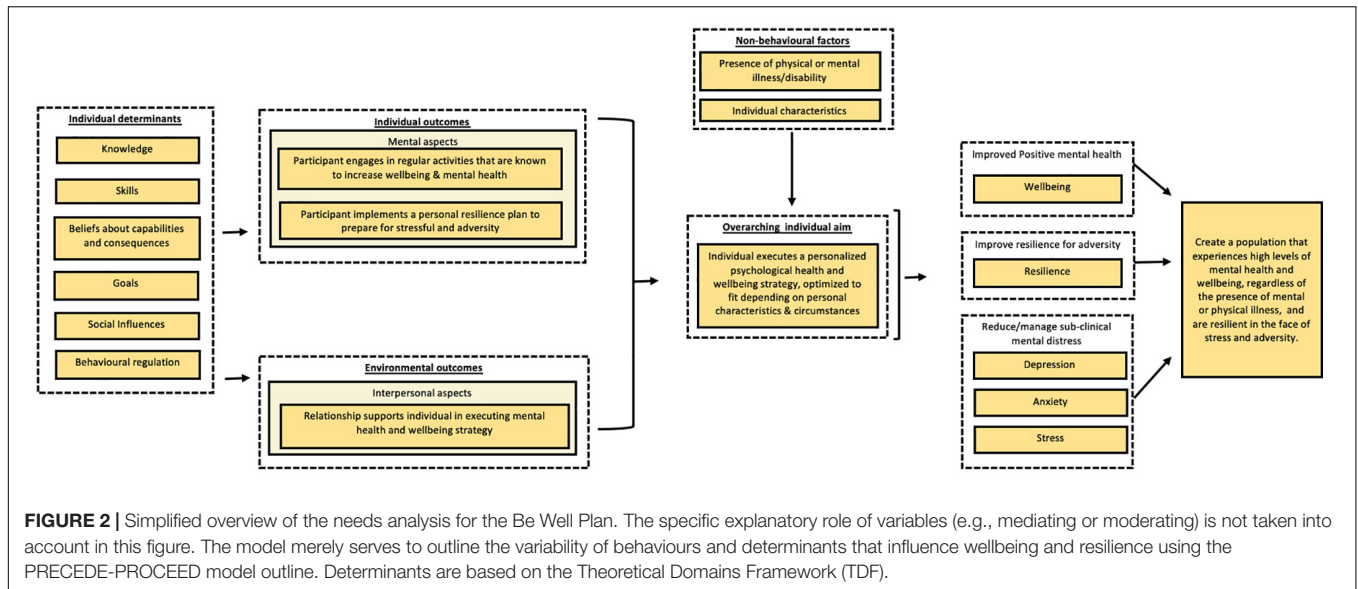 Individual determinants
Knowledge
Skills
Beliefs about capabilities
and consequences
Goals
Social Influences
Behavioural regulation
Individual outcomes
Mental aspects
Participant engages in regular activities that are known
to increase wellbeing & mental health
Participant implements a personal resilience plan to
prepare for stressful and adversity
Environmental outcomes
Interpersonal aspects
Relationship supports individual in executing mental
health and wellbeing strategy
Non-behavioural factors
Presence of physical or mental
illness/disability
Individual characteristics
Overarching individual aim
Individual executes a personalized
psychological health and
wellbeing strategy, optimized to
fit depending on personal
characteristics & circumstances
Improved Positive mental health
Wellbeing
Improve resilience for adversity
Resilience
Reduce/manage sub-clinical
mental distress
Depression
Anxiety
Stress
Create a population that
experiences high levels of
mental health and
wellbeing, regardless of
the presence of mental
or physical illness, and
are resilient in the face of
stress and adversity.
FIGURE 2 | Simplified overview of the needs analysis for the Be Well Plan. The specific explanatory role of variables (e.g., mediating or moderating) is not taken into
account in this figure. The model merely serves to outline the variability of behaviours and determinants that influence wellbeing and resilience using the
PRECEDE-PROCEED model outline. Determinants are based on the Theoretical Domains Framework (TDF).